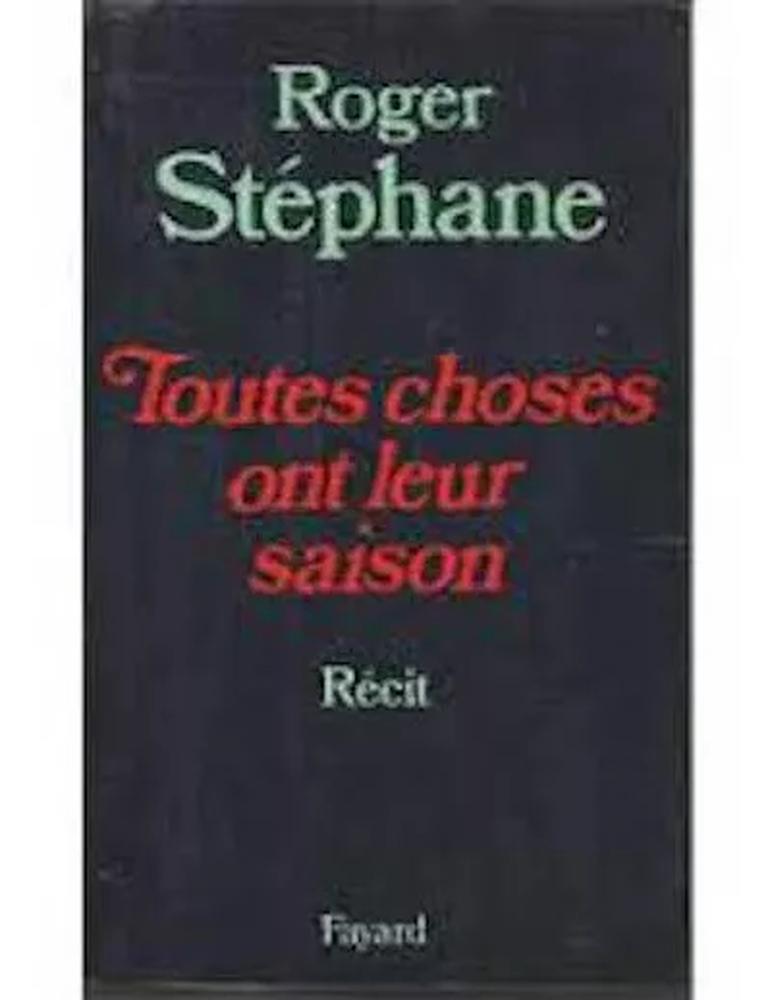 Roger
Stéphane
Toutes choses
ont leur
saison
Récit
Fayard